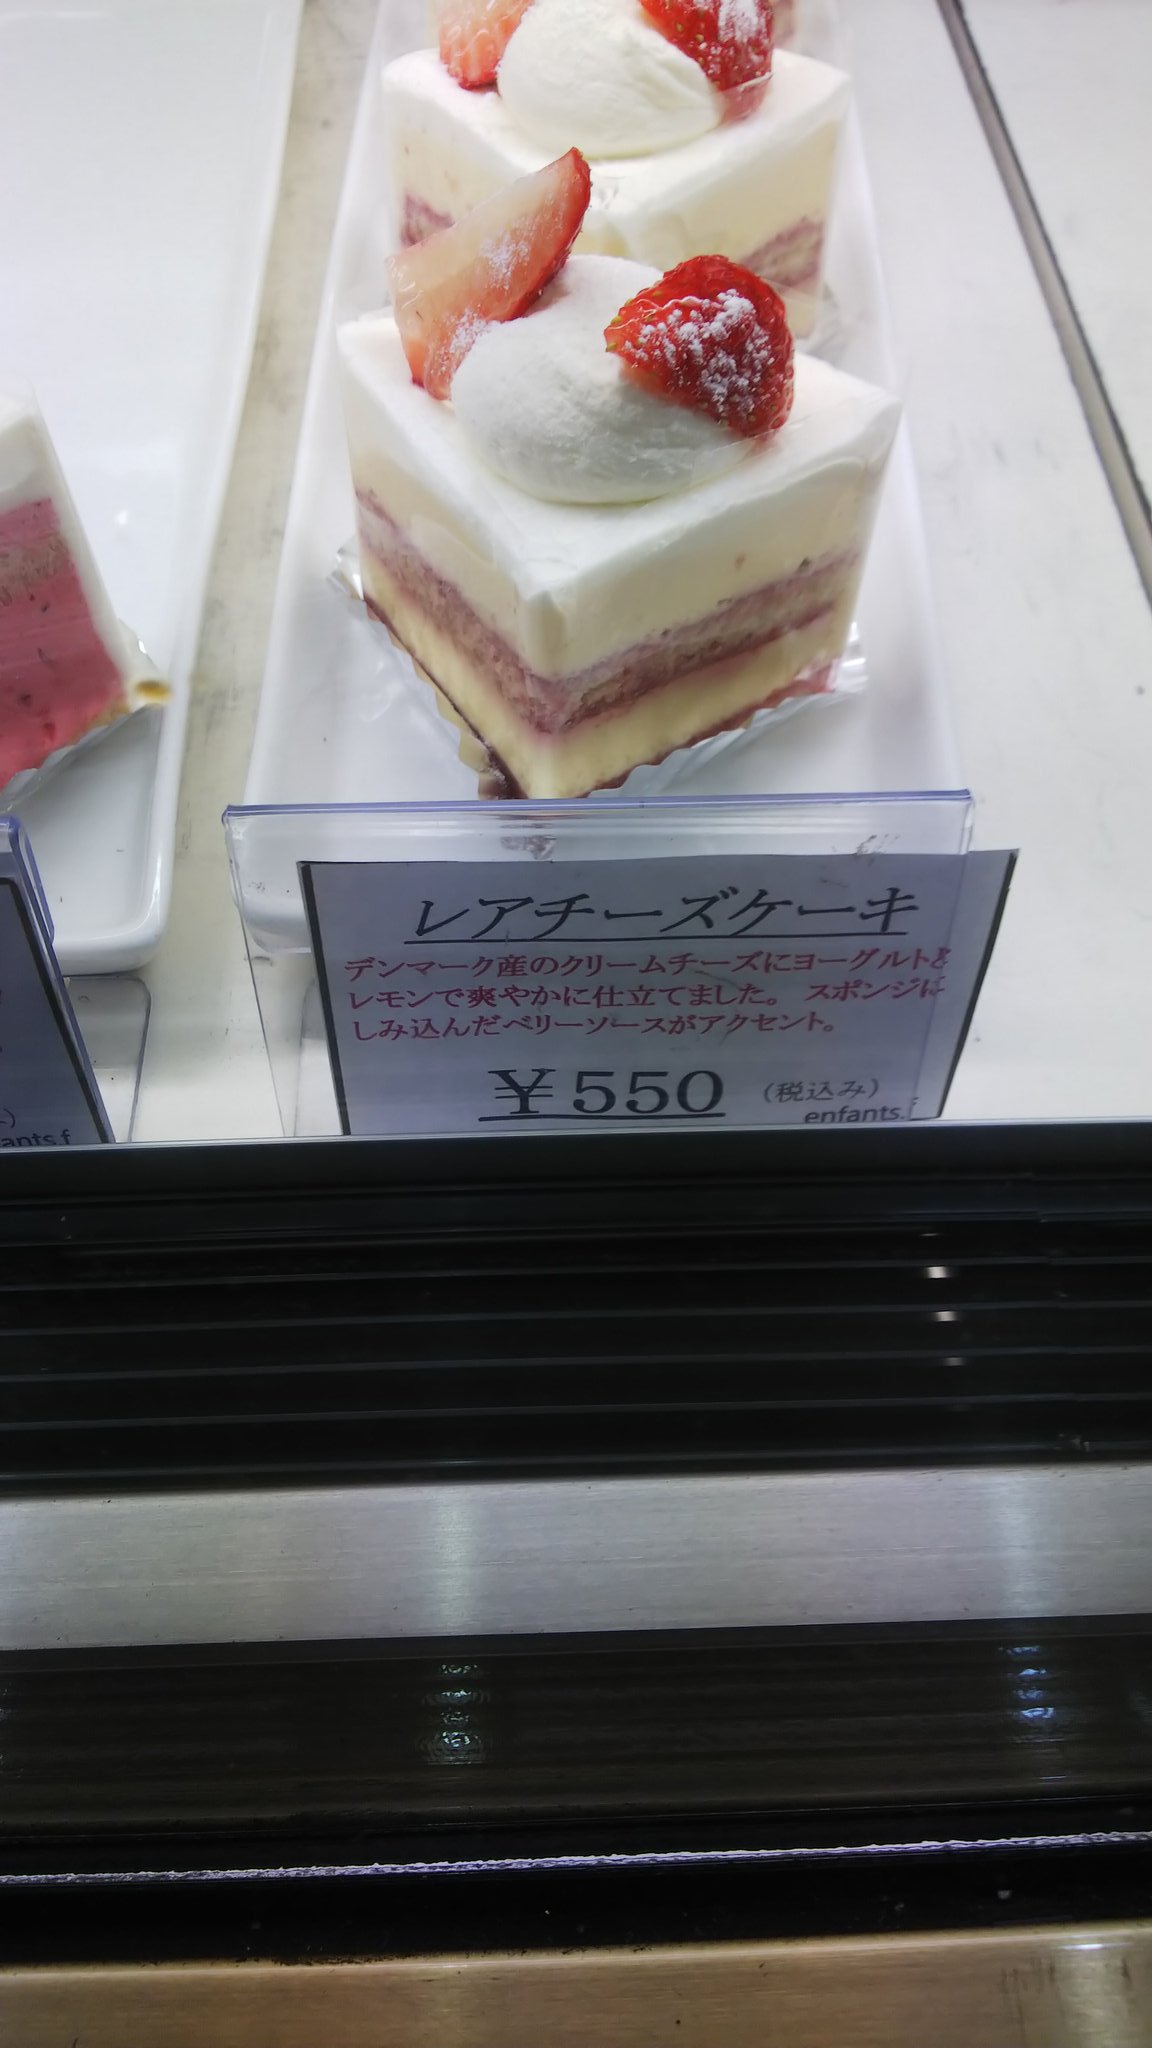 レアチーズケーキ
デンマーク産のクリームチーズにヨーグルトと
レモンで爽やかに仕立てました。 スポンジに
しみ込んだベリーソースがアクセント。
¥550 (税込み)
enfants.f
ants.f